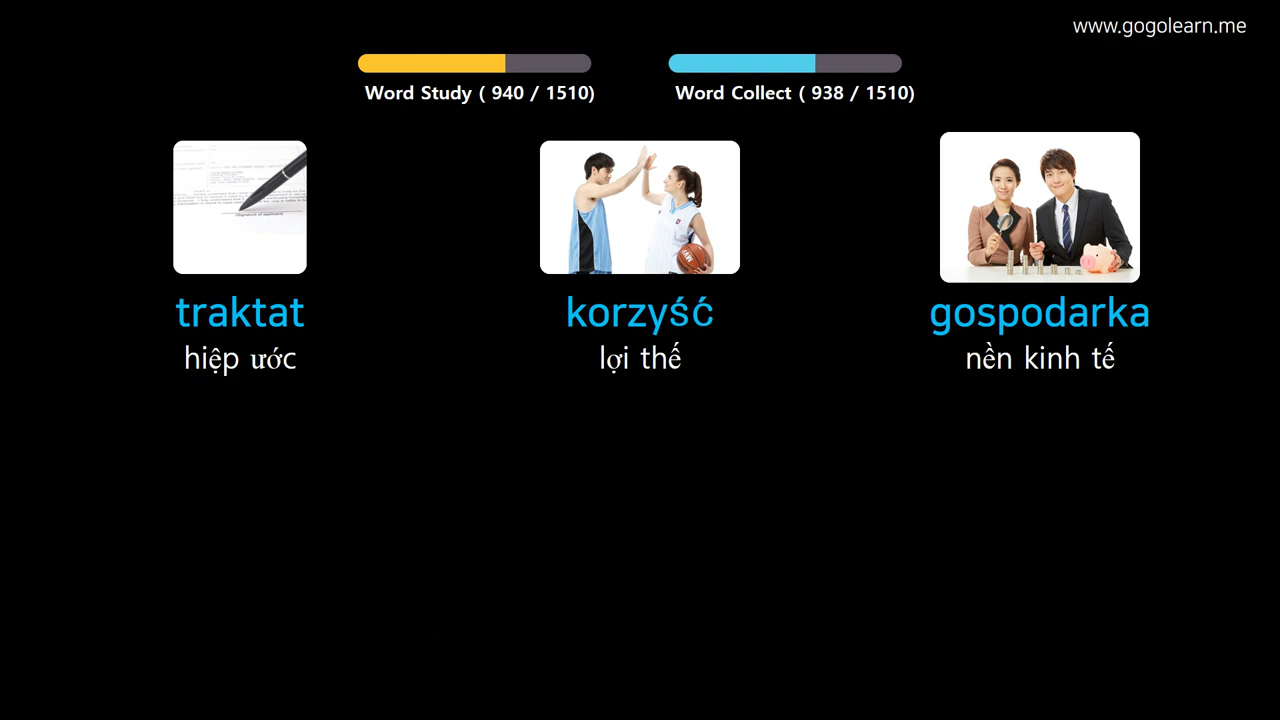 www.gogolearn.me
Word Study ( 940 / 1510)
Word Collect ( 938 / 1510)
traktat
hiệp ước
korzyść
lợi thế
gospodarka
nền kinh tế